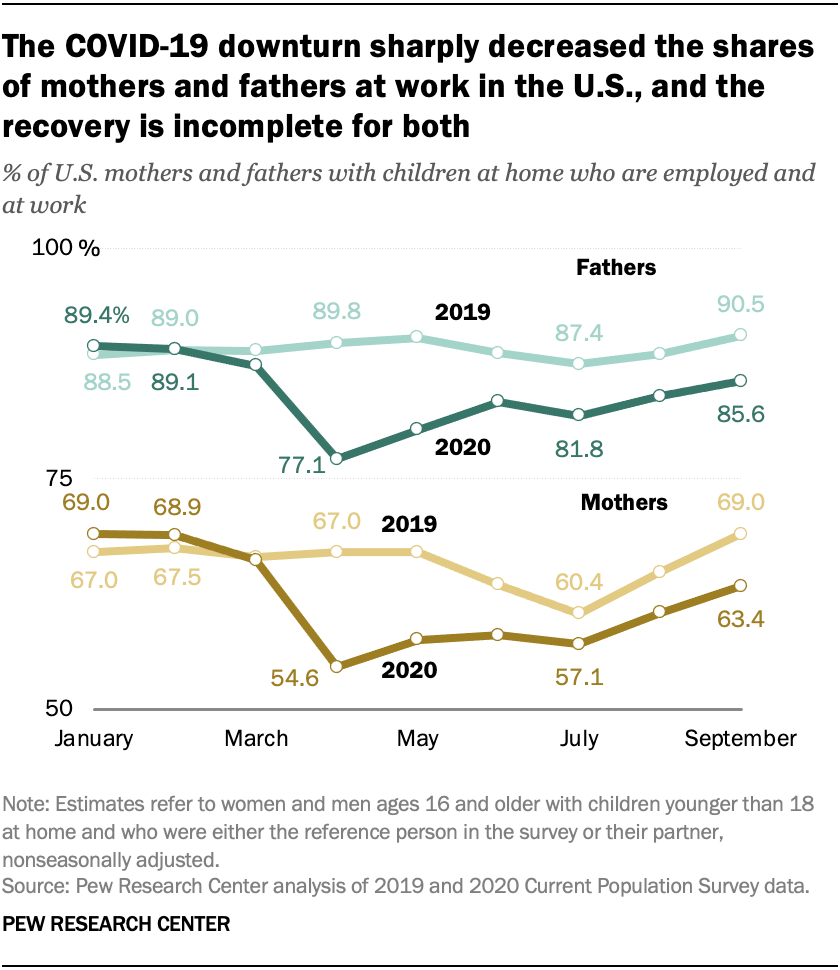 The COVID-19 downturn sharply decreased the shares
of mothers and fathers at work in the U.S., and the
recovery is incomplete for both
% of U.S. mothers and fathers with children at home who are employed and
at work
100 %
Fathers
89.4% 89.0 89.8 2019 87.4 90.5
88.5 89.1
85.6
2020
77.1 81.8
75
69.0 68.9 67.0 2019 Mothers 69.0
67.0 67.5 60.4
63.4
54.6 2020 57.1
50
January March May July September
Note: Estimates refer to women and men ages 16 and older with children younger than 18
at home and who were either the reference person in the survey or their partner,
nonseasonally adjusted.
Source: Pew Research Center analysis of 2019 and 2020 Current Population Survey data.
PEW RESEARCH CENTER